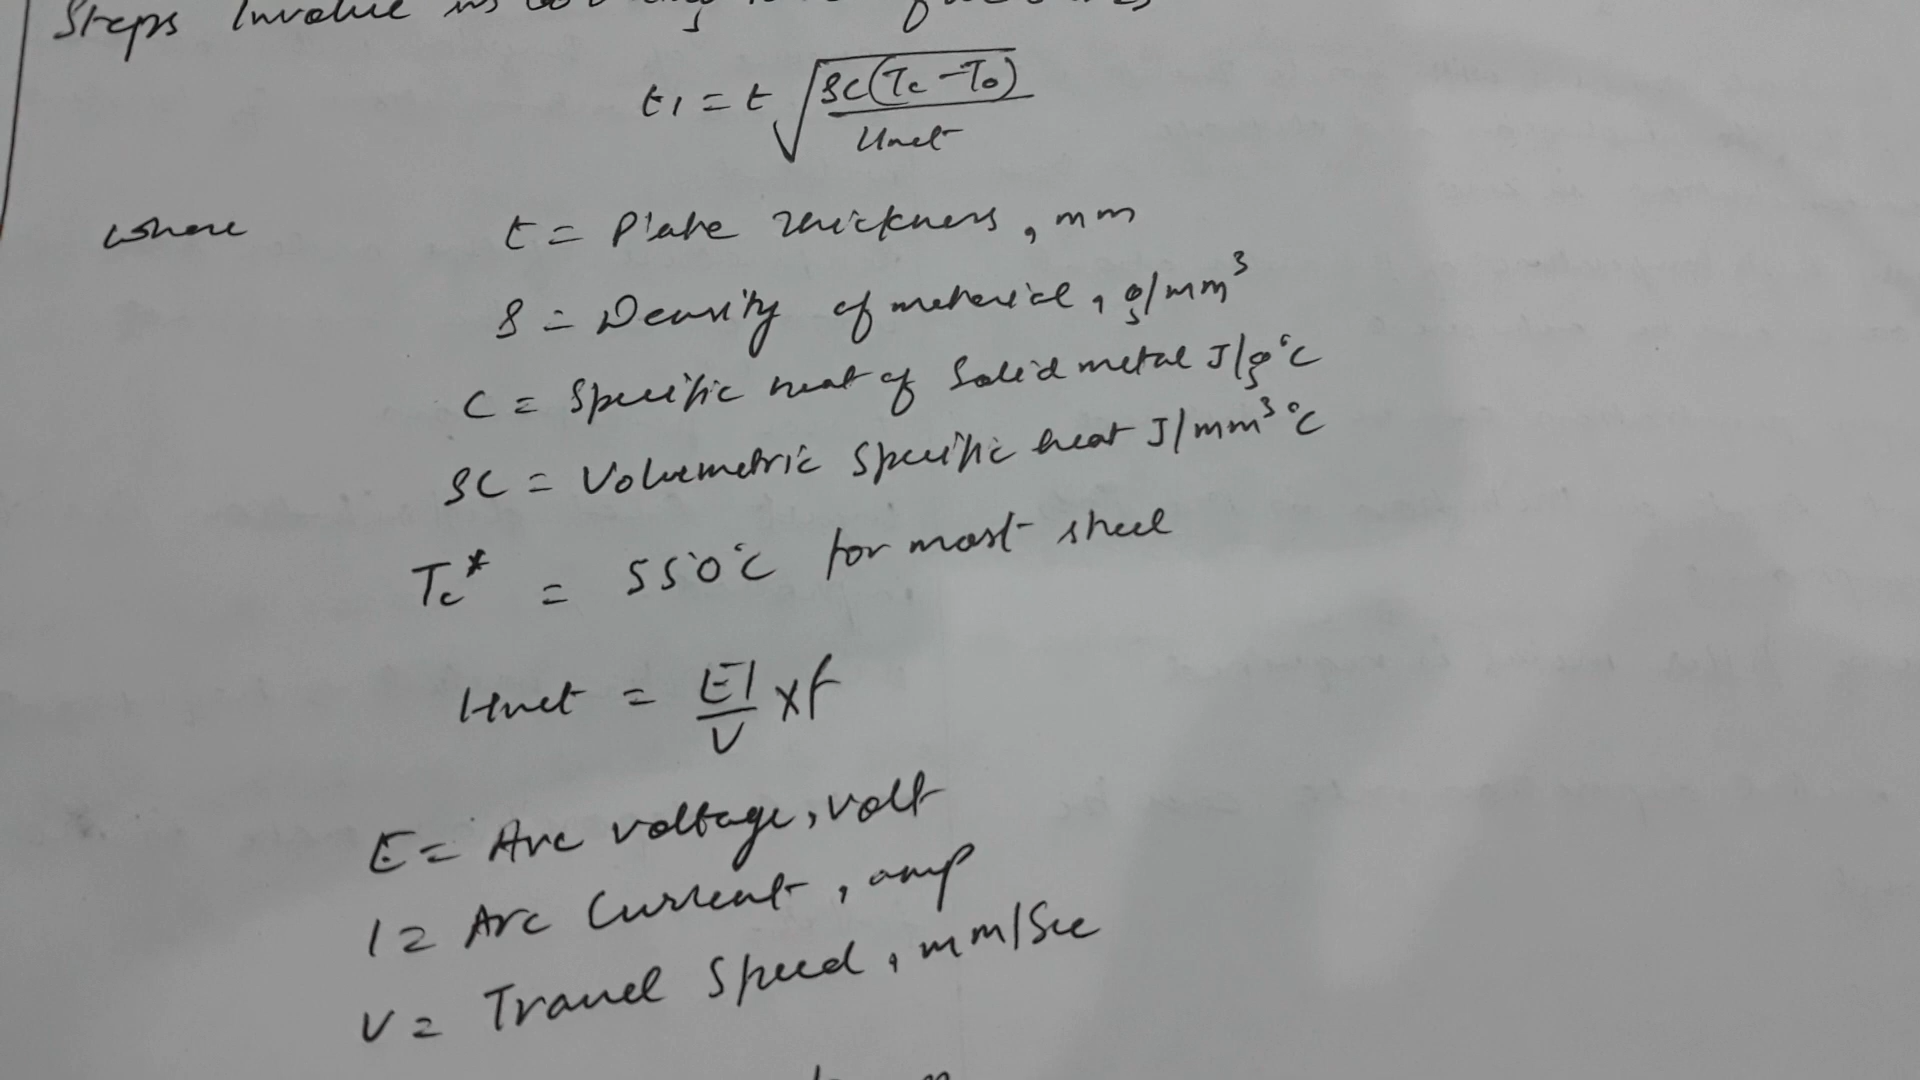 Steps Involve in
t1 = t √(ρc(Tc - To) / Hnet)
where t = Plate thickness, mm
ρ = Density of material, g/mm³
C = Specific heat of Solid metal J/g°C
ρC = Volumetric Specific heat J/mm³ °C
Tc* = 550°C for most steel
Hnet = EI/V x f
E = Arc voltage, volt
I = Arc Current, amp
V = Travel Speed, mm/Sec